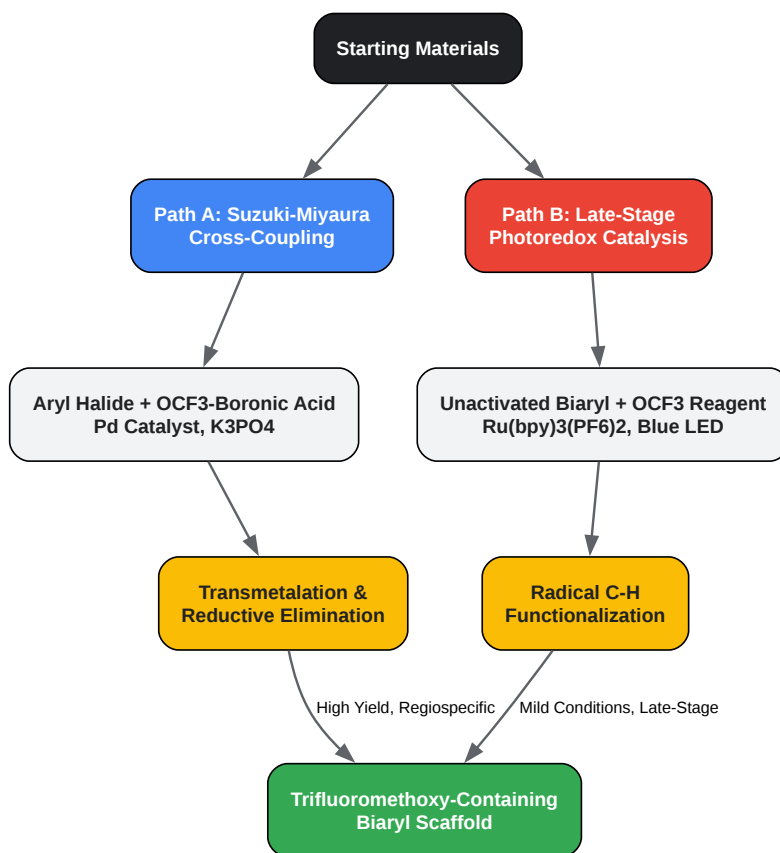 Starting Materials
Path A: Suzuki-Miyaura
Cross-Coupling
Path B: Late-Stage
Photoredox Catalysis
Aryl Halide + OCF3-Boronic Acid
Pd Catalyst, K3PO4
Unactivated Biaryl + OCF3 Reagent
Ru(bpy)3(PF6)2, Blue LED
Transmetalation &
Reductive Elimination
Radical C-H
Functionalization
High Yield, Regiospecific
Mild Conditions, Late-Stage
Trifluoromethoxy-Containing
Biaryl Scaffold